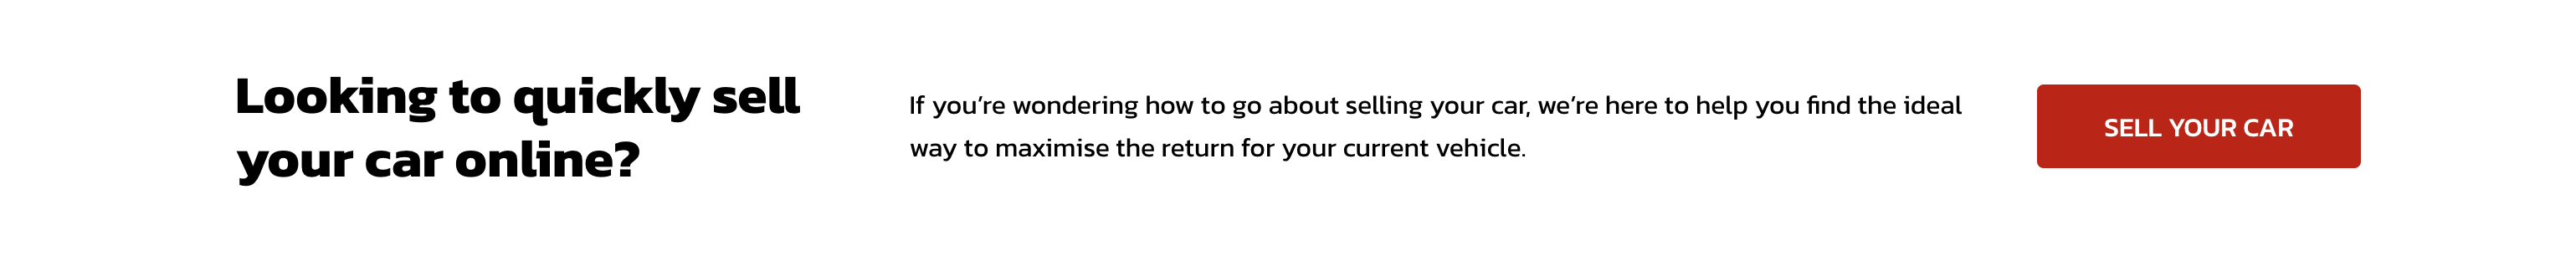 Looking to quickly sell
your car online?
If you’re wondering how to go about selling your car, we’re here to help you find the ideal
way to maximise the return for your current vehicle.
SELL YOUR CAR